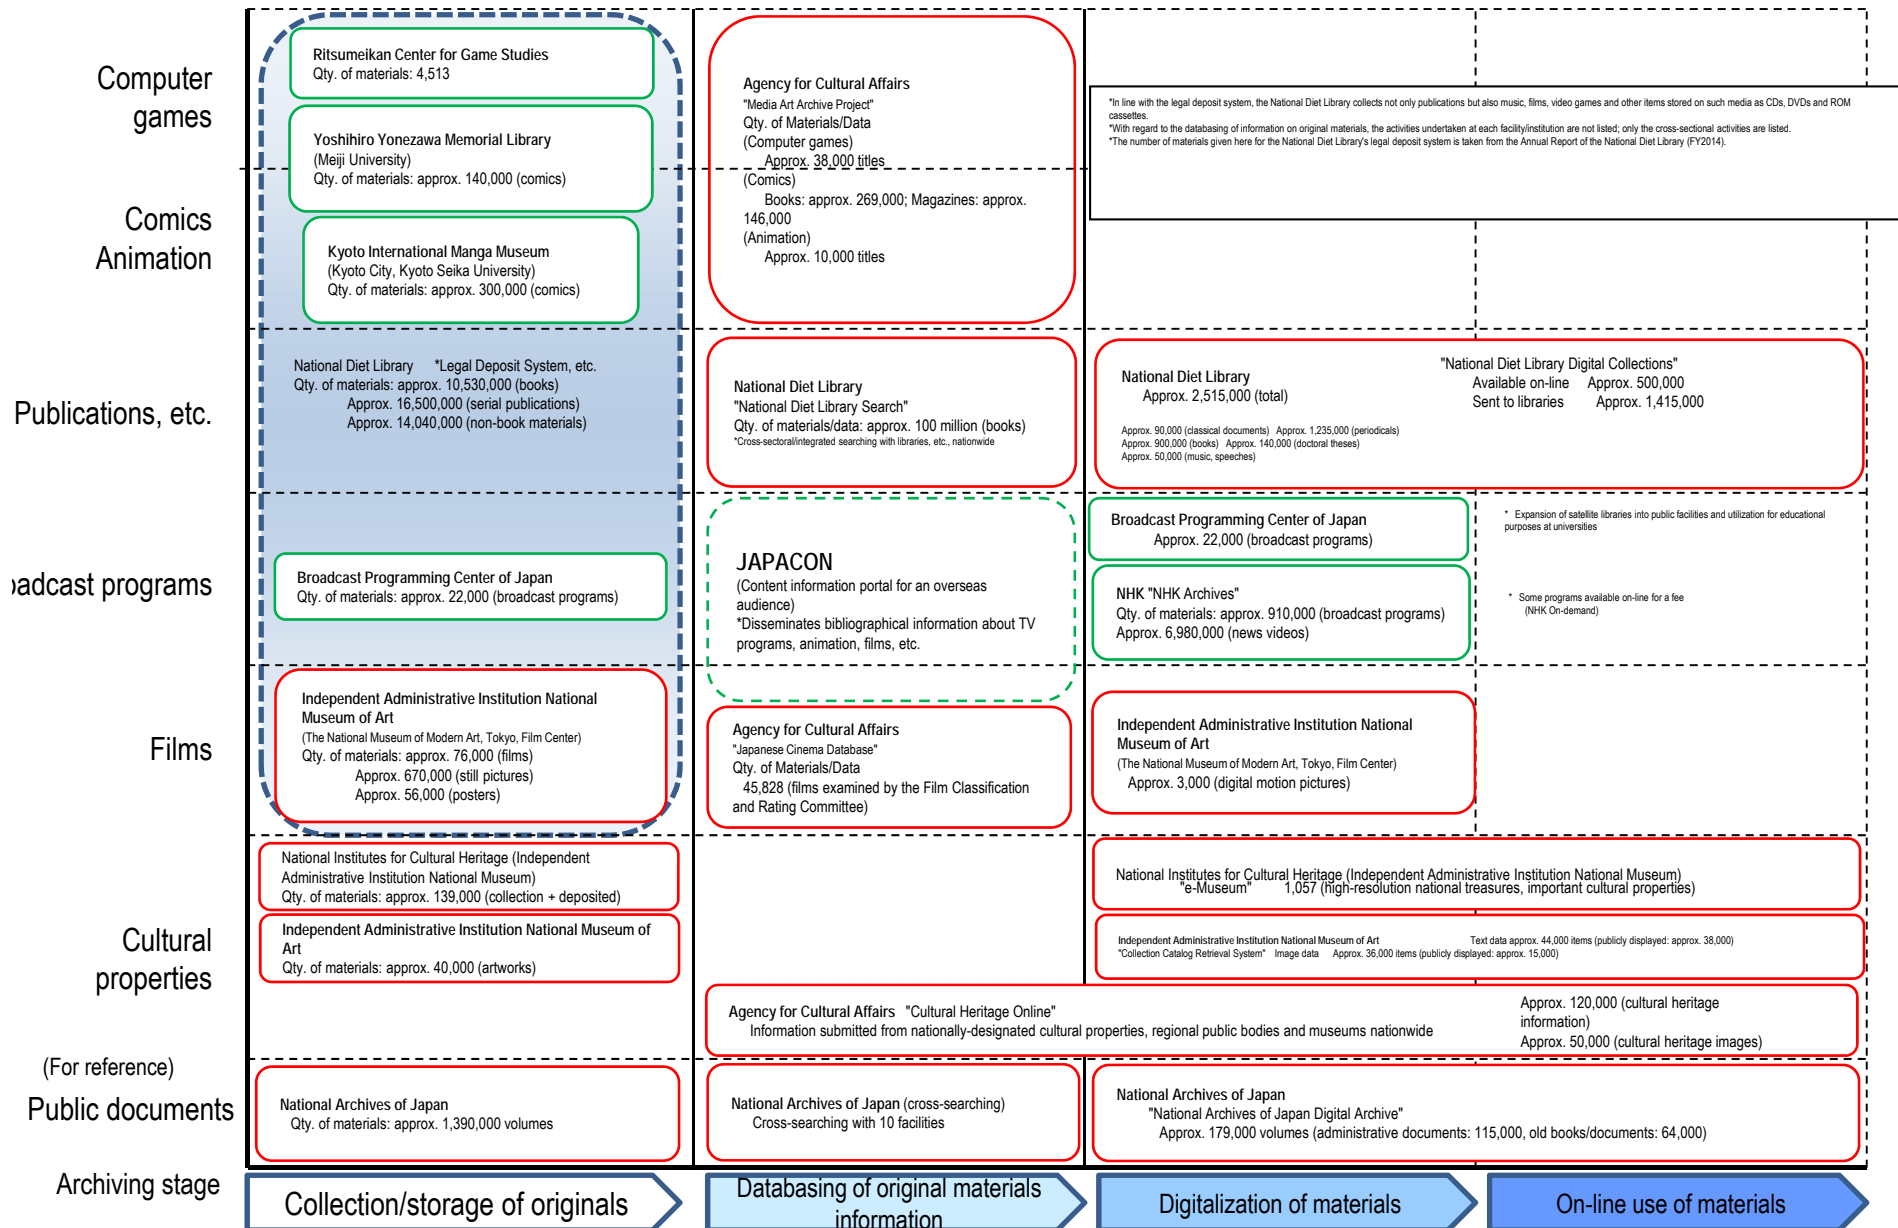 Computer
games
Comics
Animation
Publications, etc.
oadcast programs
Films
Cultural
properties
(For reference)
Public documents
Archiving stage
Ritsumeikan Center for Game Studies
Qty. of materials: 4,513
Yoshihiro Yonezawa Memorial Library
(Meiji University)
Qty. of materials: approx. 140,000 (comics)
Kyoto International Manga Museum
(Kyoto City, Kyoto Seika University)
Qty. of materials: approx. 300,000 (comics)
National Diet Library *Legal Deposit System, etc.
Qty. of materials: approx. 10,530,000 (books)
Approx. 16,500,000 (serial publications)
Approx. 14,040,000 (non-book materials)
Broadcast Programming Center of Japan
Qty. of materials: approx. 22,000 (broadcast programs)
Independent Administrative Institution National
Museum of Art
(The National Museum of Modern Art, Tokyo, Film Center)
Qty. of materials: approx. 76,000 (films)
Approx. 670,000 (still pictures)
Approx. 56,000 (posters)
National Institutes for Cultural Heritage (Independent
Administrative Institution National Museum)
Qty. of materials: approx. 139,000 (collection + deposited)
Independent Administrative Institution National Museum of
Art
Qty. of materials: approx. 40,000 (artworks)
National Archives of Japan
Qty. of materials: approx. 1,390,000 volumes
Agency for Cultural Affairs
"Media Art Archive Project"
Qty. of Materials/Data
(Computer games)
Approx. 38,000 titles
(Comics)
Books: approx. 269,000; Magazines: approx.
146,000
(Animation)
Approx. 10,000 titles
National Diet Library
"National Diet Library Search"
Qty. of materials/data: approx. 100 million (books)
*Cross-sectoral/integrated searching with libraries, etc., nationwide
JAPACON
(Content information portal for an overseas
audience)
*Disseminates bibliographical information about TV
programs, animation, films, etc.
Agency for Cultural Affairs
"Japanese Cinema Database"
Qty. of Materials/Data
45,828 (films examined by the Film Classification
and Rating Committee)
Agency for Cultural Affairs "Cultural Heritage Online"
Information submitted from nationally-designated cultural properties, regional public bodies and museums nationwide
Approx. 120,000 (cultural heritage
information)
Approx. 50,000 (cultural heritage images)
National Archives of Japan (cross-searching)
Cross-searching with 10 facilities
*In line with the legal deposit system, the National Diet Library collects not only publications but also music, films, video games and other items stored on such media as CDs, DVDs and ROM
cassettes.
*With regard to the databasing of information on original materials, the activities undertaken at each facility/institution are not listed; only the cross-sectional activities are listed.
*The number of materials given here for the National Diet Library's legal deposit system is taken from the Annual Report of the National Diet Library (FY2014).
National Diet Library
Approx. 2,515,000 (total)
Approx. 90,000 (classical documents) Approx. 1,235,000 (periodicals)
Approx. 900,000 (books) Approx. 140,000 (doctoral theses)
Approx. 50,000 (music, speeches)
"National Diet Library Digital Collections"
Available on-line Approx. 500,000
Sent to libraries Approx. 1,415,000
Broadcast Programming Center of Japan
Approx. 22,000 (broadcast programs)
* Expansion of satellite libraries into public facilities and utilization for educational
purposes at universities
NHK "NHK Archives"
Qty. of materials: approx. 910,000 (broadcast programs)
Approx. 6,980,000 (news videos)
* Some programs available on-line for a fee
(NHK On-demand)
Independent Administrative Institution National
Museum of Art
(The National Museum of Modern Art, Tokyo, Film Center)
Approx. 3,000 (digital motion pictures)
National Institutes for Cultural Heritage (Independent Administrative Institution National Museum)
"e-Museum" 1,057 (high-resolution national treasures, important cultural properties)
Independent Administrative Institution National Museum of Art Text data approx. 44,000 items (publicly displayed: approx. 38,000)
"Collection Catalog Retrieval System" Image data Approx. 36,000 items (publicly displayed: approx. 15,000)
National Archives of Japan
"National Archives of Japan Digital Archive"
Approx. 179,000 volumes (administrative documents: 115,000, old books/documents: 64,000)
Collection/storage of originals
Databasing of original materials
information
Digitalization of materials
On-line use of materials